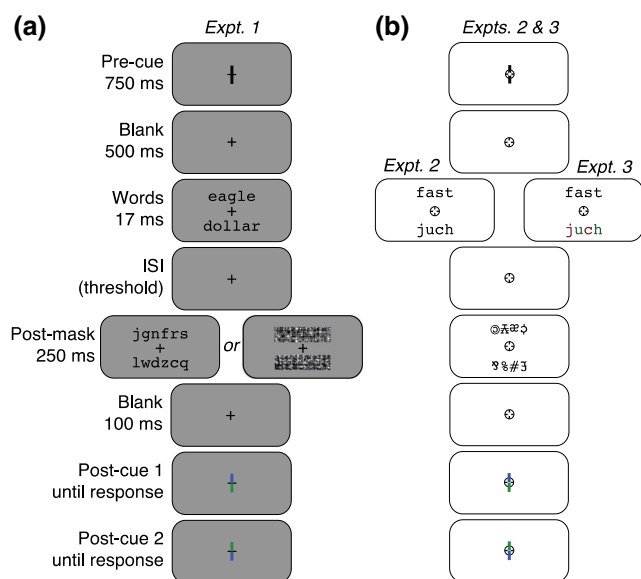 (a)
Expt. 1
Pre-cue
750 ms
Blank
500 ms
Words
17 ms
eagle
+
dollar
ISI
(threshold)
Post-mask
250 ms
jgnfrs
+
lwdzcq
or
Blank
100 ms
Post-cue 1
until response
Post-cue 2
until response
(b)
Expts. 2 & 3
Expt. 2
fast
juch
Expt. 3
fast
juch
%#